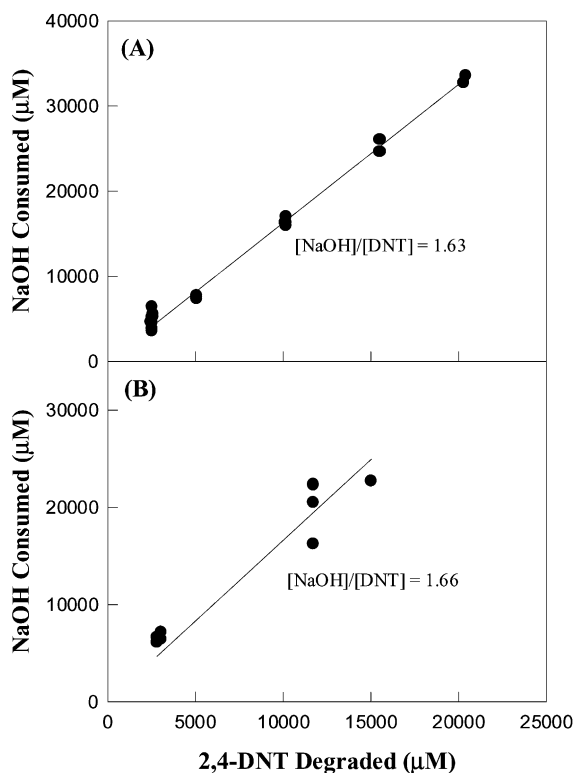 40000
(A)
30000
20000
10000
0
NaOH Consumed (μM)
[NaOH]/[DNT] = 1.63
(B)
30000
20000
10000
0
NaOH Consumed (μM)
[NaOH]/[DNT] = 1.66
0 5000 10000 15000 20000 25000
2,4-DNT Degraded (μM)